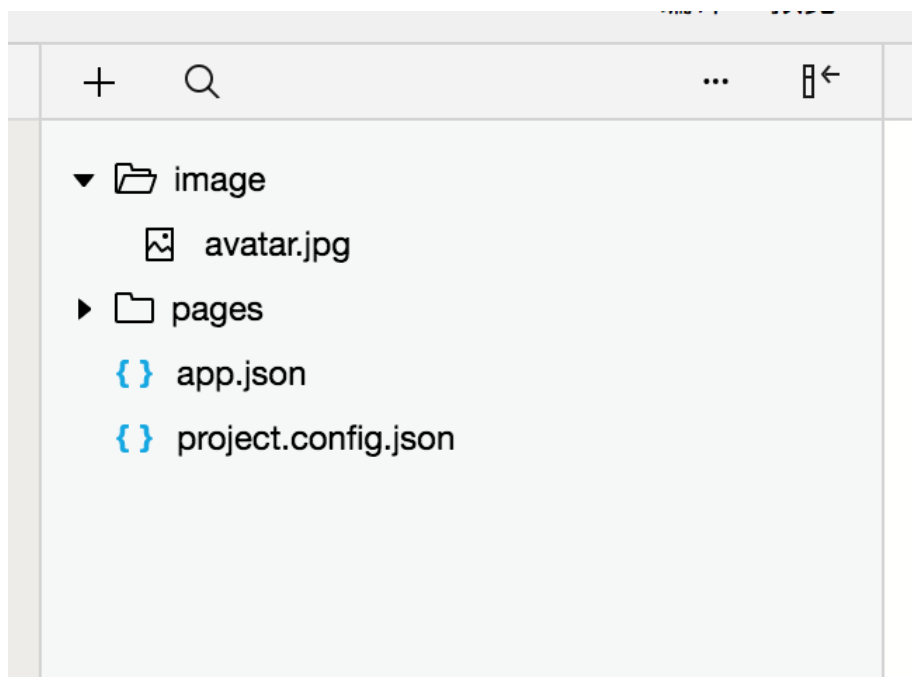 image
avatar.jpg
pages
{ } app.json
{ } project.config.json